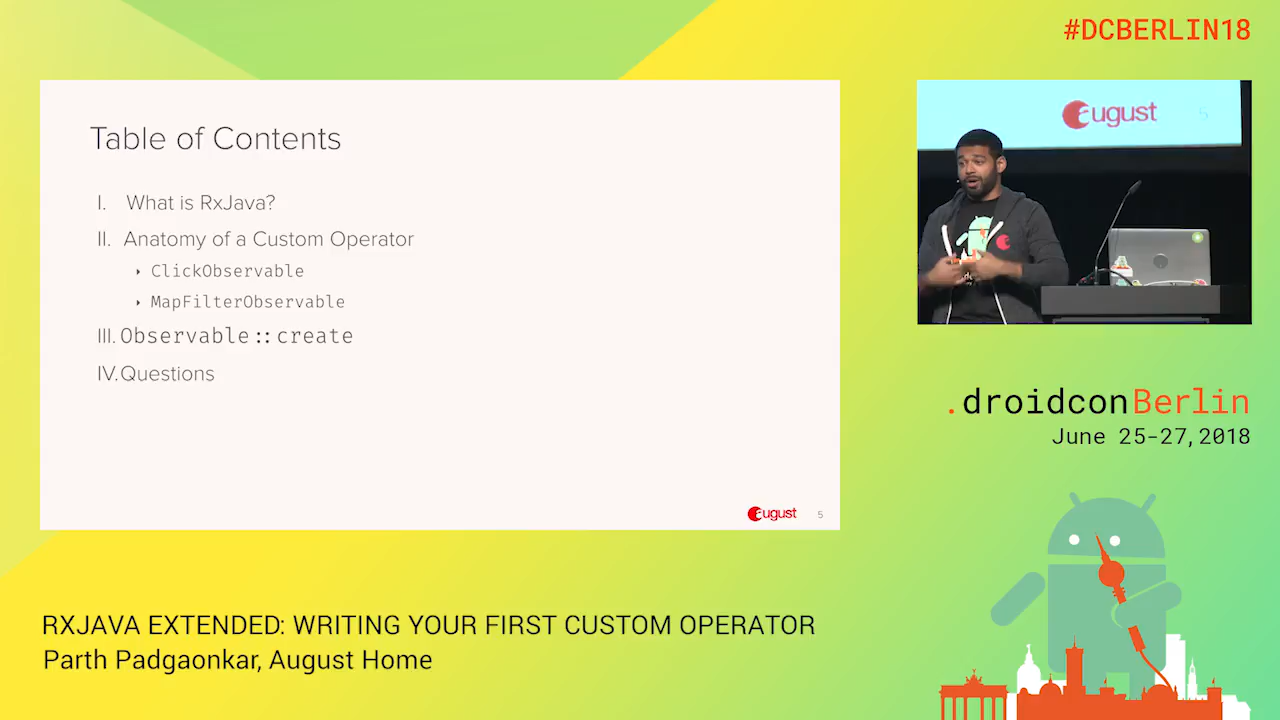 #DCBERLIN18
Table of Contents
I. What is RxJava?
II. Anatomy of a Custom Operator
‣ ClickObservable
‣ MapFilterObservable
III. Observable::create
IV. Questions
august 5
august 5
.droidconBerlin
June 25-27,2018
RXJAVA EXTENDED: WRITING YOUR FIRST CUSTOM OPERATOR
Parth Padgaonkar, August Home